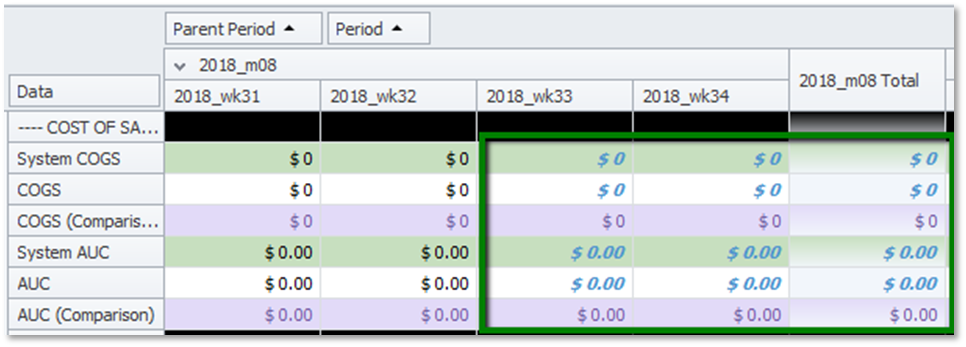 Parent Period Period
2018_m08
Data 2018_wk31 2018_wk32 2018_wk33 2018_wk34 2018_m08 Total
---- COST OF SA...
System COGS $ 0 $ 0 $ 0 $ 0 $ 0
COGS $ 0 $ 0 $ 0 $ 0 $ 0
COGS (Comparis... $ 0 $ 0 $ 0 $ 0 $ 0
System AUC $ 0.00 $ 0.00 $ 0.00 $ 0.00 $ 0.00
AUC $ 0.00 $ 0.00 $ 0.00 $ 0.00 $ 0.00
AUC (Comparison) $ 0.00 $ 0.00 $ 0.00 $ 0.00 $ 0.00